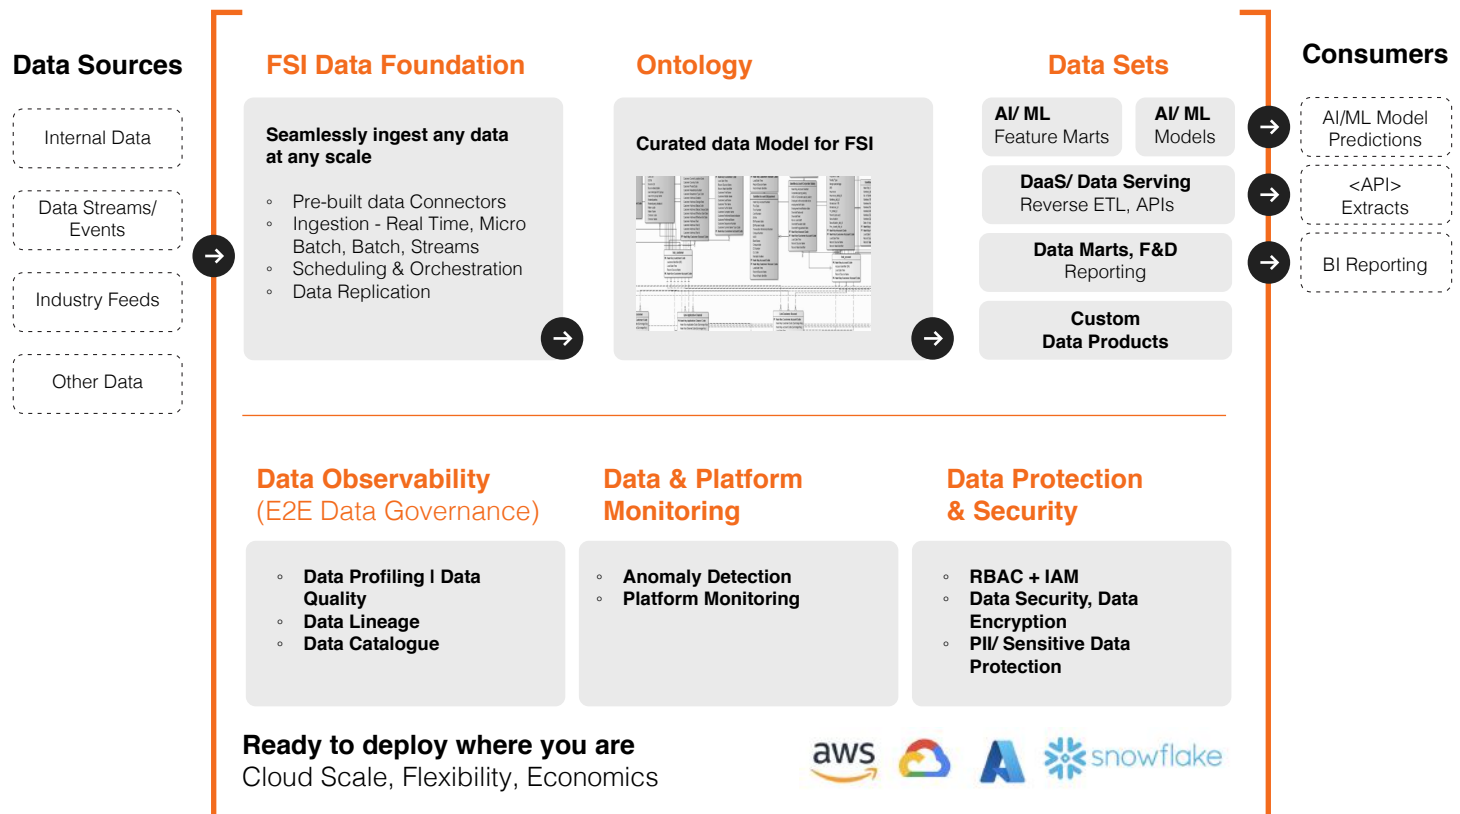 Data Sources
Internal Data
Data Streams/
Events
Industry Feeds
Other Data
FSI Data Foundation
Seamlessly ingest any data
at any scale
◦ Pre-built data Connectors
◦ Ingestion - Real Time, Micro
Batch, Batch, Streams
◦ Scheduling & Orchestration
◦ Data Replication
Ontology
Curated data Model for FSI
Data Sets
AI/ ML
Feature Marts
AI/ ML
Models
DaaS/ Data Serving
Reverse ETL, APIs
Data Marts, F&D
Reporting
Custom
Data Products
Consumers
AI/ML Model
Predictions
<API>
Extracts
BI Reporting
Data Observability
(E2E Data Governance)
◦ Data Profiling | Data
Quality
◦ Data Lineage
◦ Data Catalogue
Data & Platform
Monitoring
◦ Anomaly Detection
◦ Platform Monitoring
Data Protection
& Security
◦ RBAC + IAM
◦ Data Security, Data
Encryption
◦ PII/ Sensitive Data
Protection
Ready to deploy where you are
Cloud Scale, Flexibility, Economics
aws
snowflake